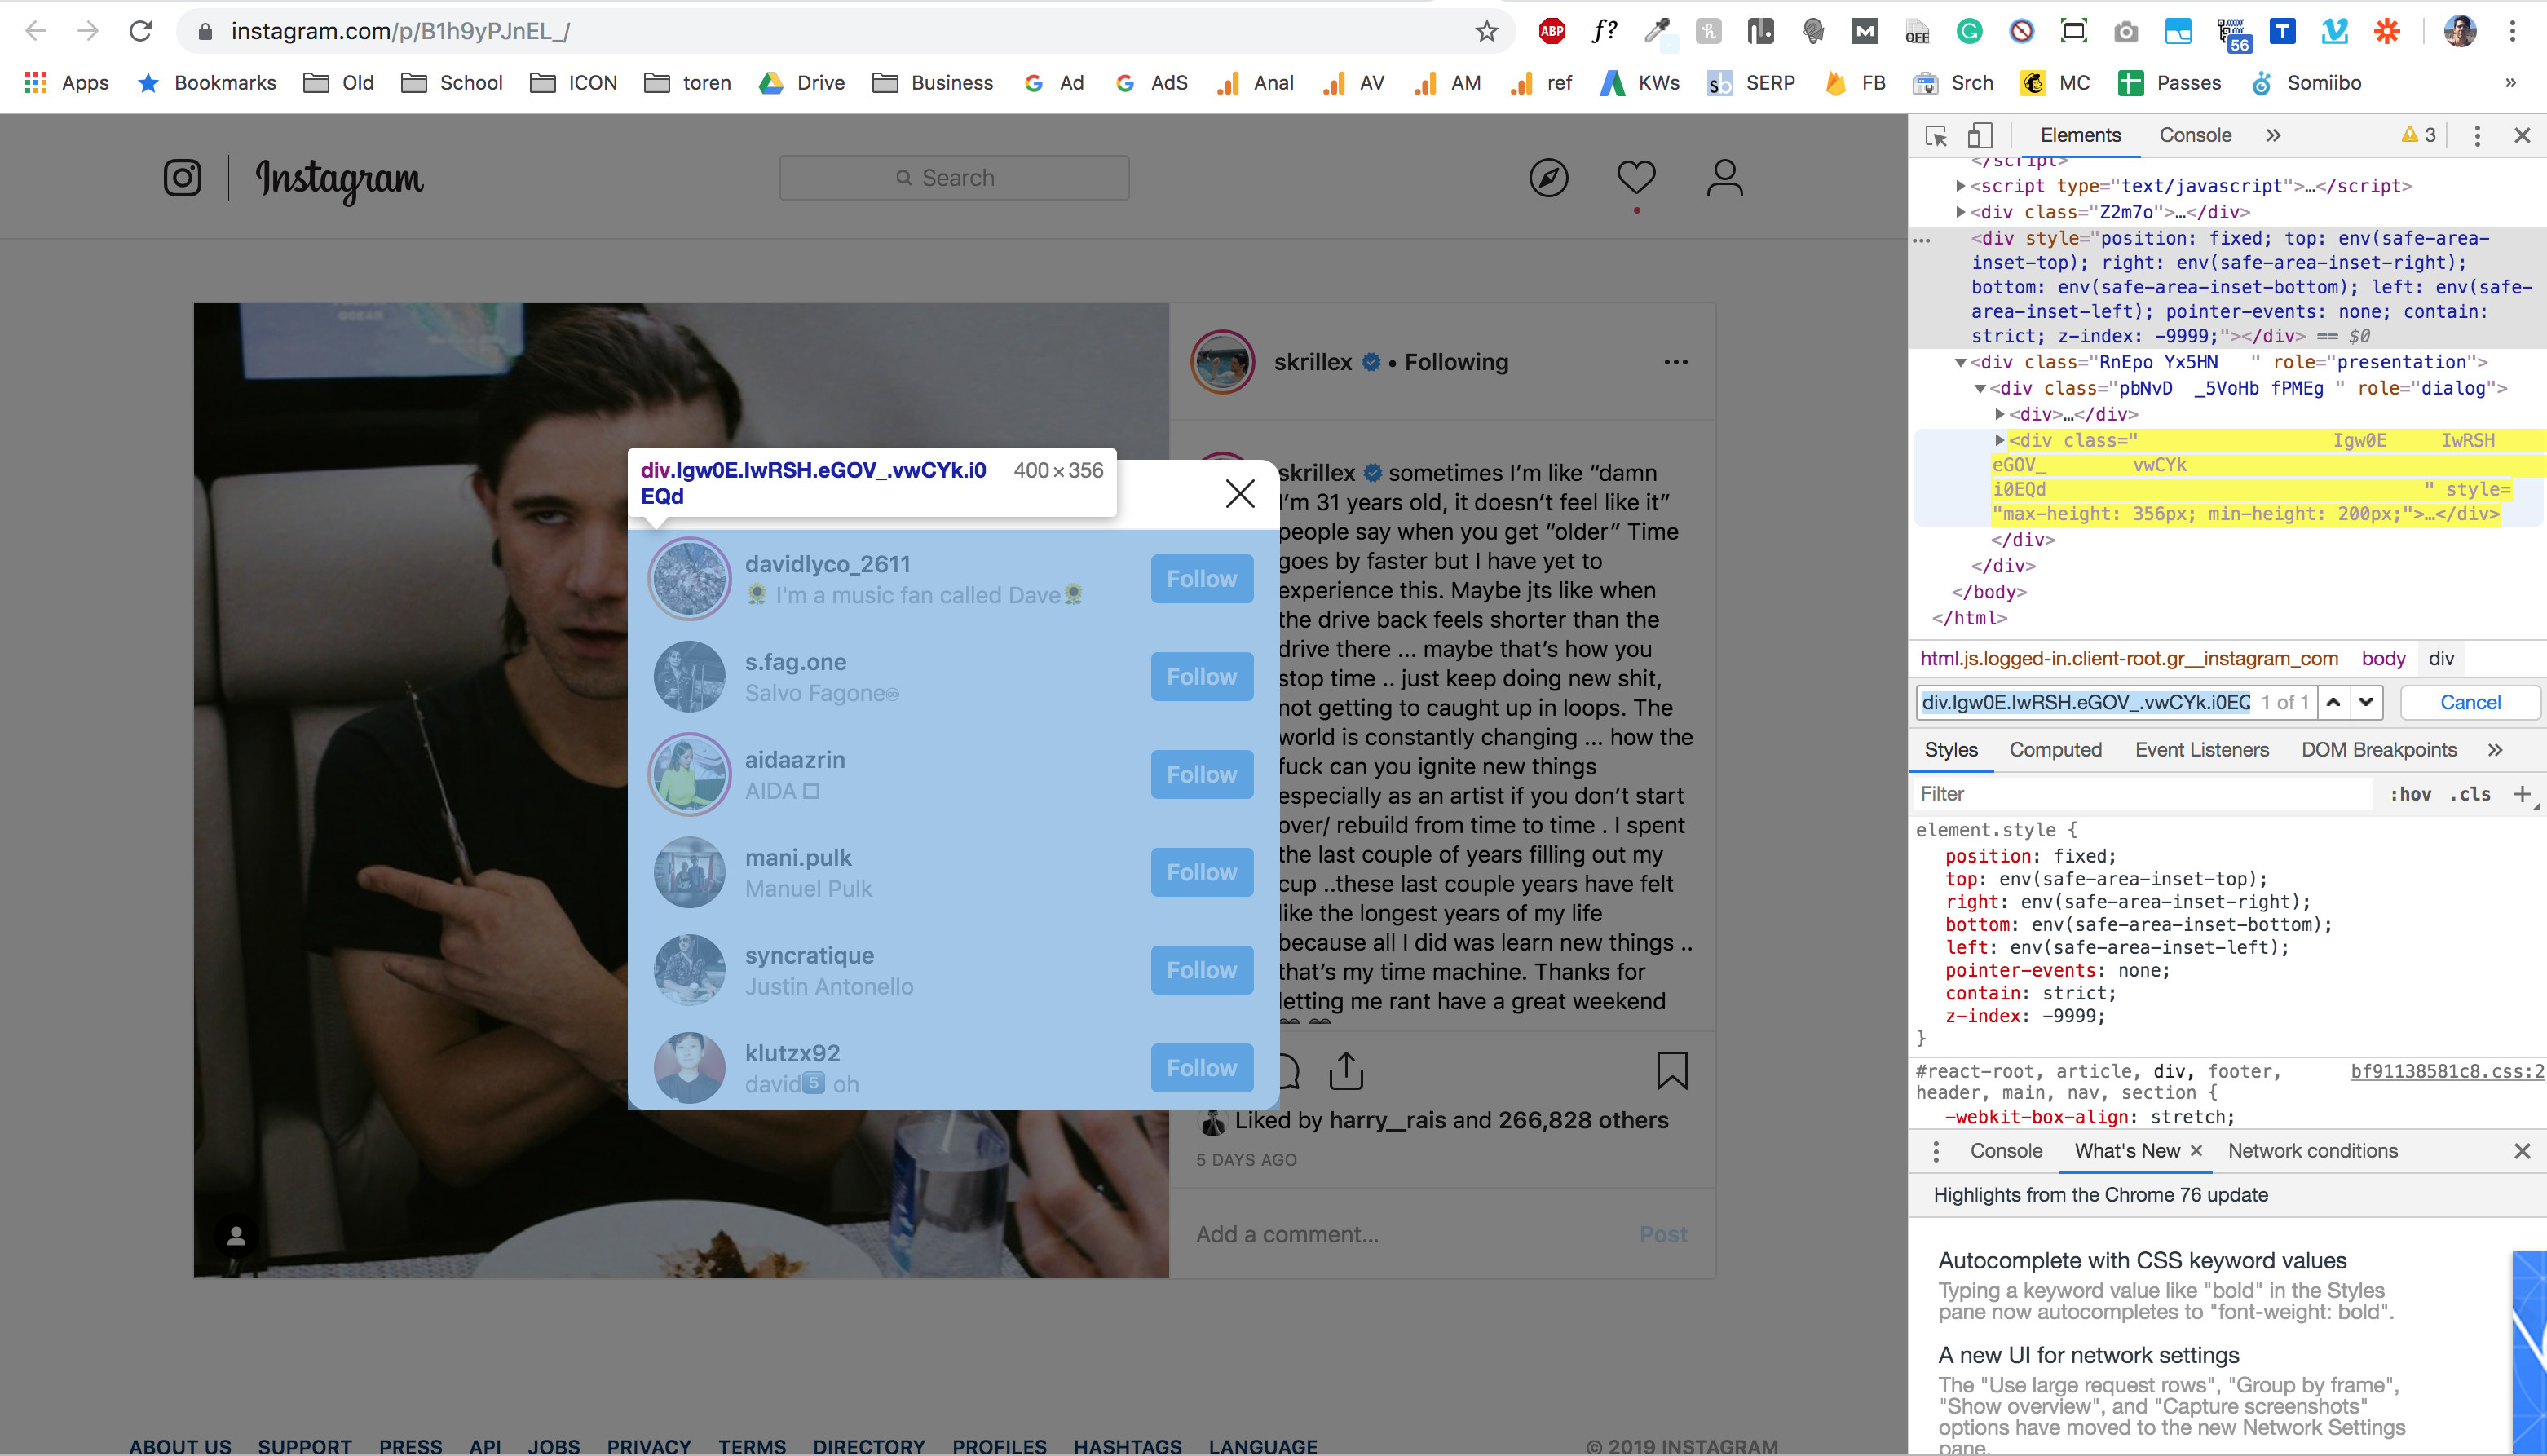 instagram.com/p/B1h9yPJnEL_/
ABP
f?
OFF
56
T
Apps
Bookmarks
Old
School
ICON
toren
Drive
Business
Ad
AdS
Anal
AV
AM
ref
KWs
sb SERP
FB
Srch
MC
Passes
Somiibo
»
Instagram
Search
OCEAN
skrillex • Following
skrillex sometimes I’m like “damn
I’m 31 years old, it doesn’t feel like it”
people say when you get “older” Time
goes by faster but I have yet to
experience this. Maybe jts like when
the drive back feels shorter than the
drive there ... maybe that’s how you
stop time .. just keep doing new shit,
not getting to caught up in loops. The
world is constantly changing ... how the
fuck can you ignite new things
especially as an artist if you don’t start
over/ rebuild from time to time . I spent
the last couple of years filling out my
cup ..these last couple years have felt
like the longest years of my life
because all I did was learn new things ..
that’s my time machine. Thanks for
letting me rant have a great weekend
Liked by harry__rais and 266,828 others
5 DAYS AGO
Add a comment...
Post
div.Igw0E.IwRSH.eGOV_.vwCYk.i0
EQd
400 × 356
davidlyco_2611
🌻 I'm a music fan called Dave🌻
Follow
s.fag.one
Salvo Fagone♾
Follow
aidaazrin
AIDA □
Follow
mani.pulk
Manuel Pulk
Follow
syncratique
Justin Antonello
Follow
klutzx92
david5️⃣ oh
Follow
ABOUT US
SUPPORT
PRESS
API
JOBS
PRIVACY
TERMS
DIRECTORY
PROFILES
HASHTAGS
LANGUAGE
© 2019 INSTAGRAM
Elements
Console
»
3
</script>
<script type="text/javascript">…</script>
<div class="Z2m7o">…</div>
<div style="position: fixed; top: env(safe-area-
inset-top); right: env(safe-area-inset-right);
bottom: env(safe-area-inset-bottom); left: env(safe-
area-inset-left); pointer-events: none; contain:
strict; z-index: -9999;"></div> == $0
<div class="RnEpo Yx5HN   " role="presentation">
<div class="pbNvD  _5VoHb fPMEg " role="dialog">
<div>…</div>
<div class="                  Igw0E     IwRSH
eGOV_        vwCYk
i0EQd                                   " style=
"max-height: 356px; min-height: 200px;">…</div>
</div>
</div>
</body>
</html>
html.js.logged-in.client-root.gr__instagram_com
body
div
div.Igw0E.IwRSH.eGOV_.vwCYk.i0EQ
1 of 1
Cancel
Styles
Computed
Event Listeners
DOM Breakpoints
»
Filter
:hov
.cls
+
element.style {
position: fixed;
top: env(safe-area-inset-top);
right: env(safe-area-inset-right);
bottom: env(safe-area-inset-bottom);
left: env(safe-area-inset-left);
pointer-events: none;
contain: strict;
z-index: -9999;
}
#react-root, article, div, footer,
bf91138581c8.css:2
header, main, nav, section {
-webkit-box-align: stretch;
Console
What's New
Network conditions
Highlights from the Chrome 76 update
Autocomplete with CSS keyword values
Typing a keyword value like "bold" in the Styles
pane now autocompletes to "font-weight: bold".
A new UI for network settings
The "Use large request rows", "Group by frame",
"Show overview", and "Capture screenshots"
options have moved to the new Network Settings
pane.